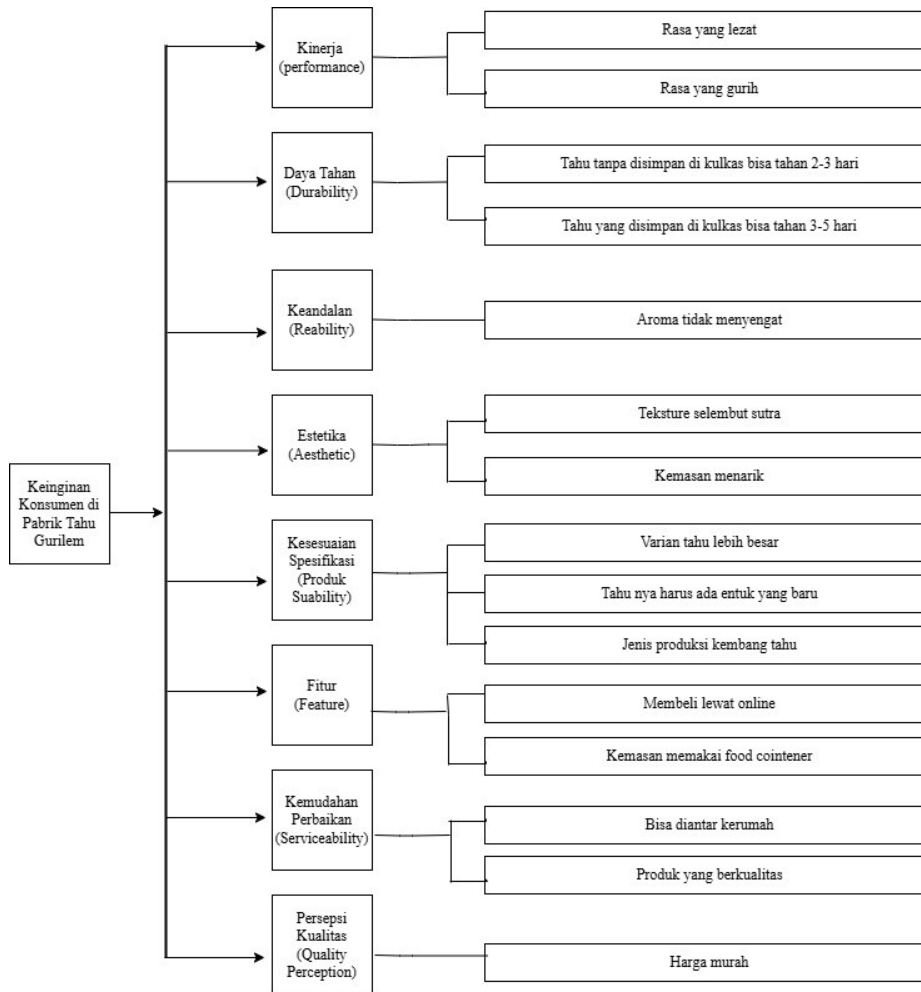 Keinginan
Konsumen di
Pabrik Tahu
Gurilem
Kinerja
(performance)
Rasa yang lezat
Rasa yang gurih
Daya Tahan
(Durability)
Tahu tanpa disimpan di kulkas bisa tahan 2-3 hari
Tahu yang disimpan di kulkas bisa tahan 3-5 hari
Keandalan
(Reability)
Aroma tidak menyengat
Estetika
(Aesthetic)
Teksture selembut sutra
Kemasan menarik
Kesesuaian
Spesifikasi
(Produk
Suability)
Varian tahu lebih besar
Tahu nya harus ada entuk yang baru
Jenis produksi kembang tahu
Fitur
(Feature)
Membeli lewat online
Kemasan memakai food cointener
Kemudahan
Perbaikan
(Serviceability)
Bisa diantar kerumah
Produk yang berkualitas
Persepsi
Kualitas
(Quality
Perception)
Harga murah